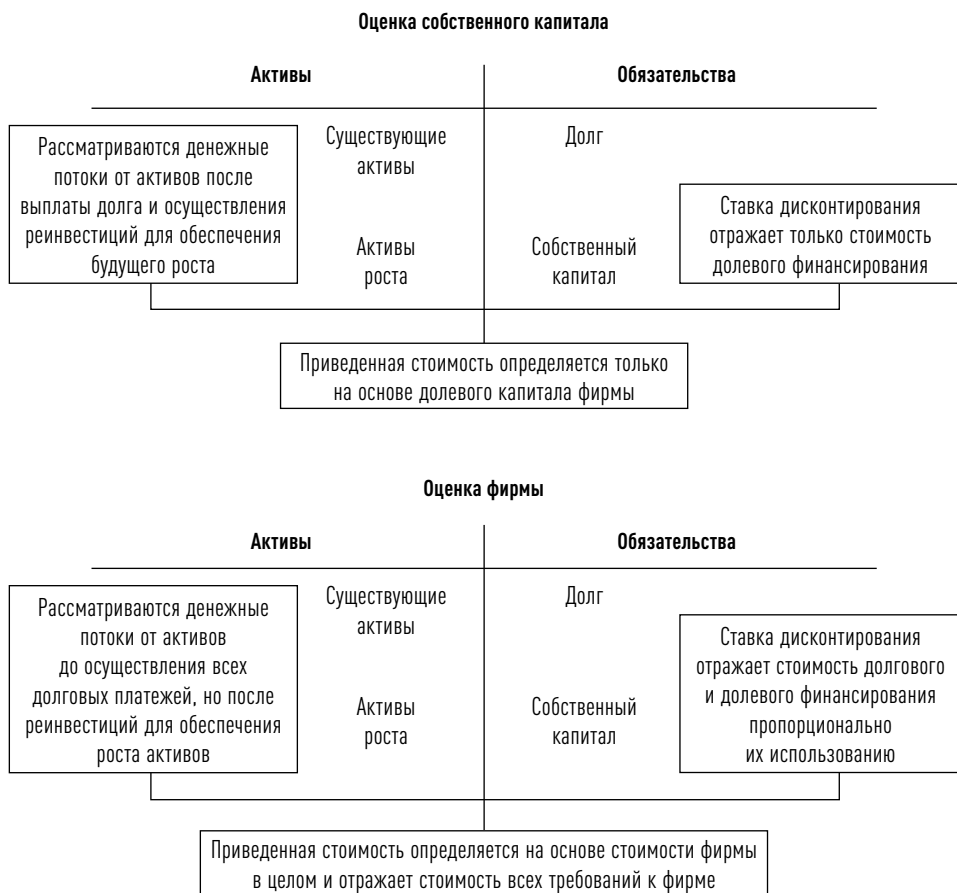 Оценка собственного капитала
Активы
Обязательства
Рассматриваются денежные
потоки от активов после
выплаты долга и осуществления
реинвестиций для обеспечения
будущего роста
Существующие
активы
Активы
роста
Долг
Собственный
капитал
Ставка дисконтирования
отражает только стоимость
долевого финансирования
Приведенная стоимость определяется только
на основе долевого капитала фирмы
Оценка фирмы
Активы
Обязательства
Рассматриваются денежные
потоки от активов
до осуществления всех
долговых платежей, но после
реинвестиций для обеспечения
роста активов
Существующие
активы
Активы
роста
Долг
Собственный
капитал
Ставка дисконтирования
отражает стоимость долгового
и долевого финансирования
пропорционально
их использованию
Приведенная стоимость определяется на основе стоимости фирмы
в целом и отражает стоимость всех требований к фирме